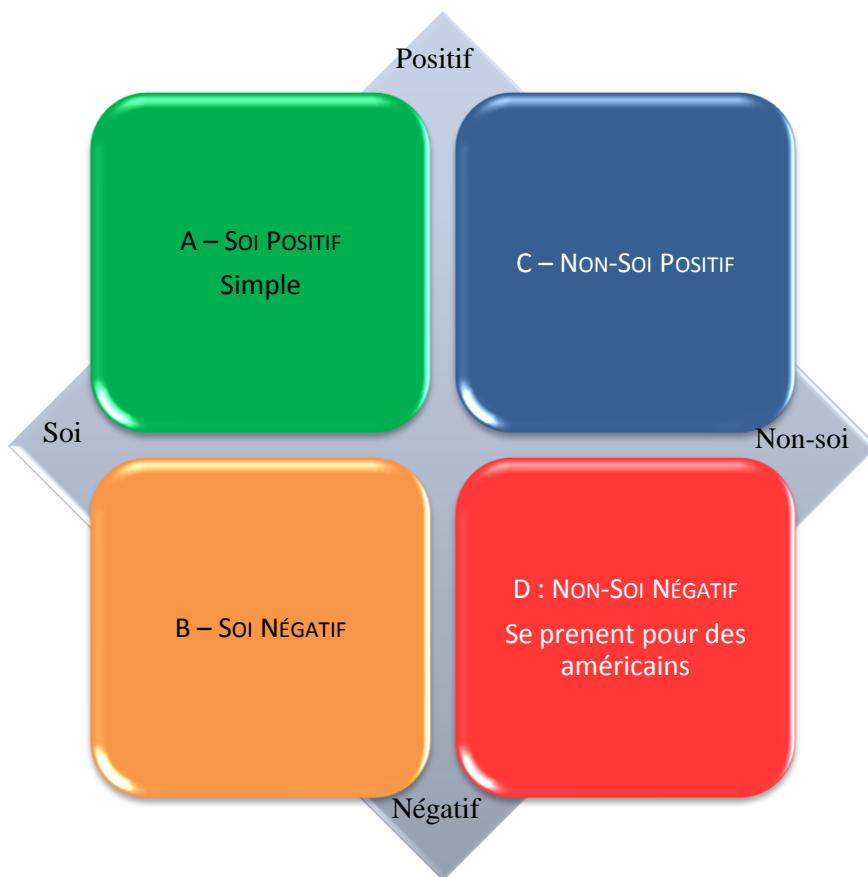 Positif
A – SOI POSITIF
Simple
C – NON-SOI POSITIF
Soi
Non-soi
B – SOI NÉGATIF
D : NON-SOI NÉGATIF
Se prenent pour des
américains
Négatif